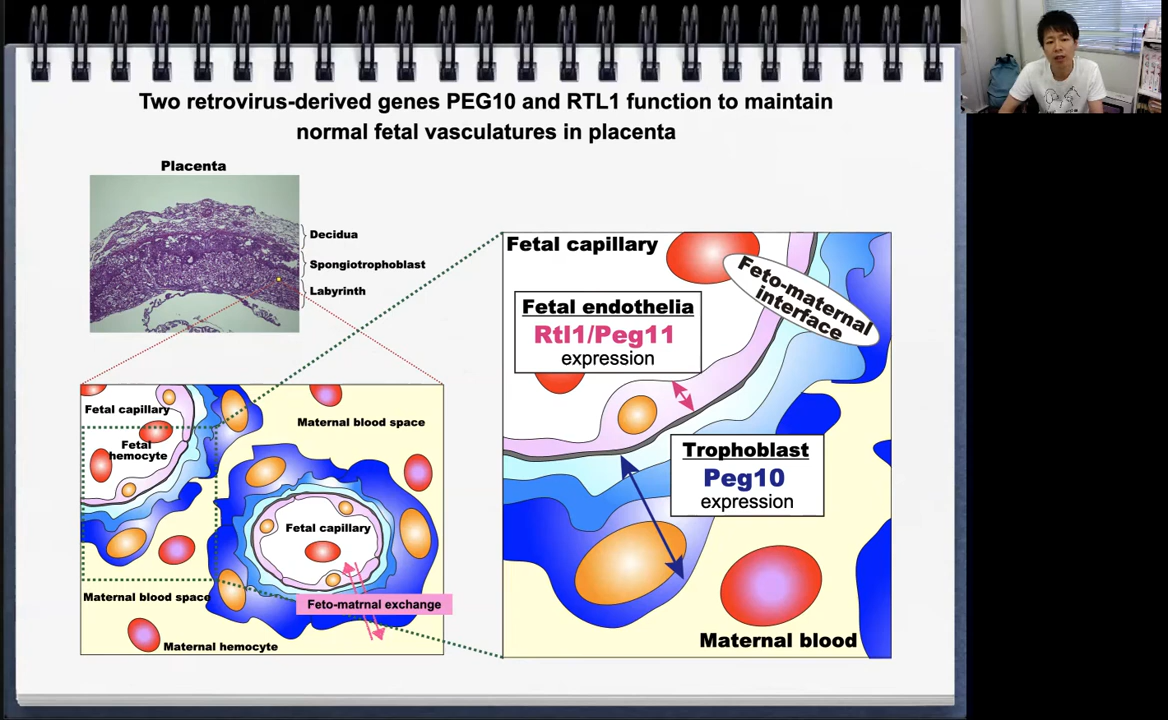 Two retrovirus-derived genes PEG10 and RTL1 function to maintain
normal fetal vasculatures in placenta
Placenta
Decidua
Spongiotrophoblast
Labyrinth
Fetal capillary
Fetal
hemocyte
Maternal blood space
Fetal capillary
Maternal blood space
Feto-matrnal exchange
Maternal hemocyte
Fetal capillary
Feto-maternal
interface
Fetal endothelia
Rtl1/Peg11
expression
Trophoblast
Peg10
expression
Maternal blood